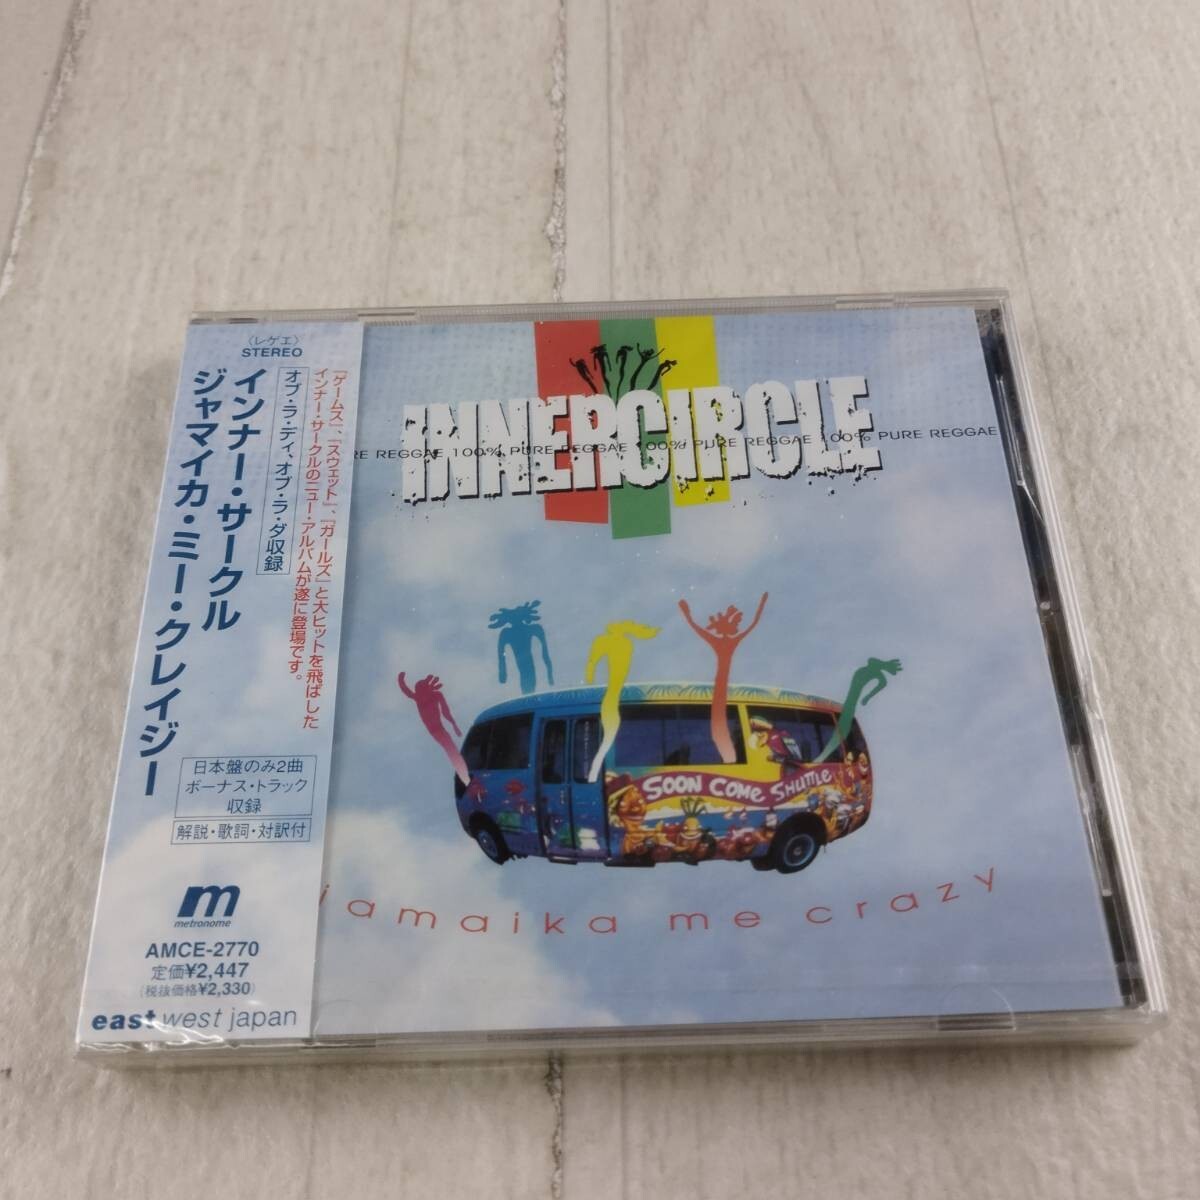 〈レゲエ〉
STEREO
「ゲームス」、「スウェット」、「ガールズ」と大ヒットを飛ばした
インナー・サークルのニュー・アルバムが遂に登場です。
オブ・ラ・ディ、オブ・ラ・ダ収録
インナー・サークル
ジャマイカ・ミー・クレイジー
日本盤のみ2曲
ボーナス・トラック
収録
解説・歌詞・対訳付
m
metronome
AMCE-2770
定価¥2,447
(税抜価格¥2,330)
east west japan
INNERCIRCLE
RE REGGAE 100% PURE REGGAE 100% PURE REGGAE 100% PURE REGGAE
SOON COME SHUTTLE
jamaika me crazy